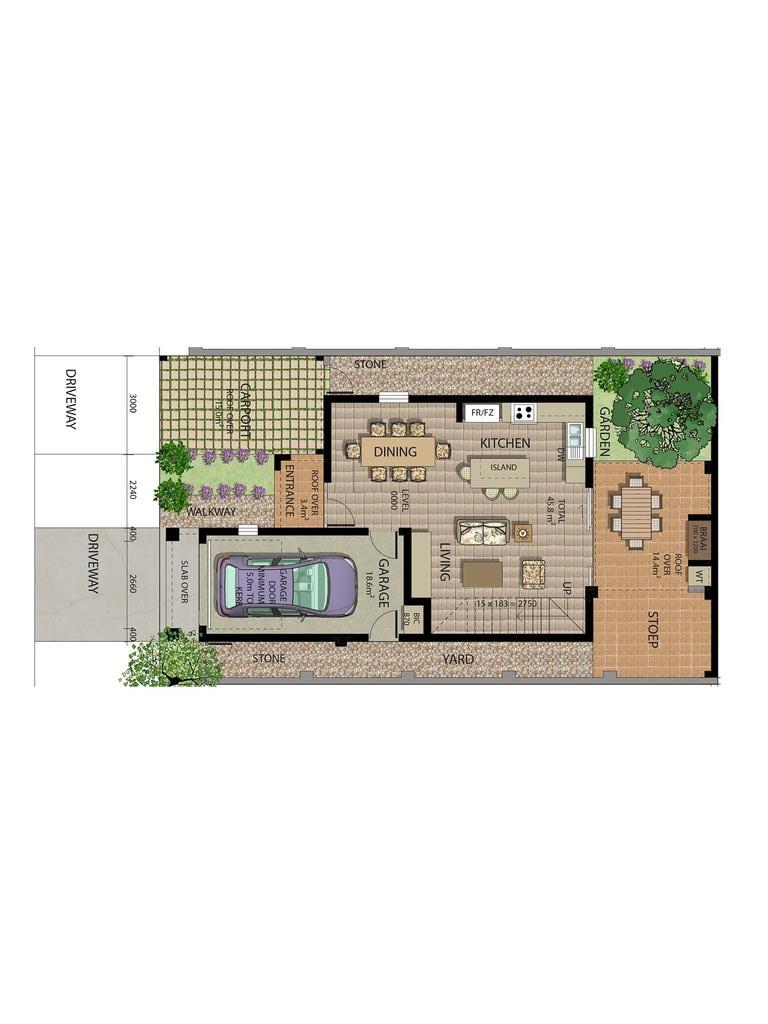 DRIVEWAY
3000
2240
400
2660
400
DRIVEWAY
CARPORT
ROOF OVER
15.0m²
STONE
WALKWAY
ENTRANCE
ROOF OVER
3.4m²
SLAB OVER
DINING
LEVEL
0000
FR/FZ
KITCHEN
ISLAND
DW
TOTAL
45.8 m²
LIVING
UP
15 x 183 = 2750
GARAGE
18.6m²
GARAGE
DOOR
MINIMUM
5.0m TO
KERB
BIC
870
GARDEN
BRAAI
700 x 1200
WT
ROOF
OVER
14.4m²
STOEP
STONE
YARD